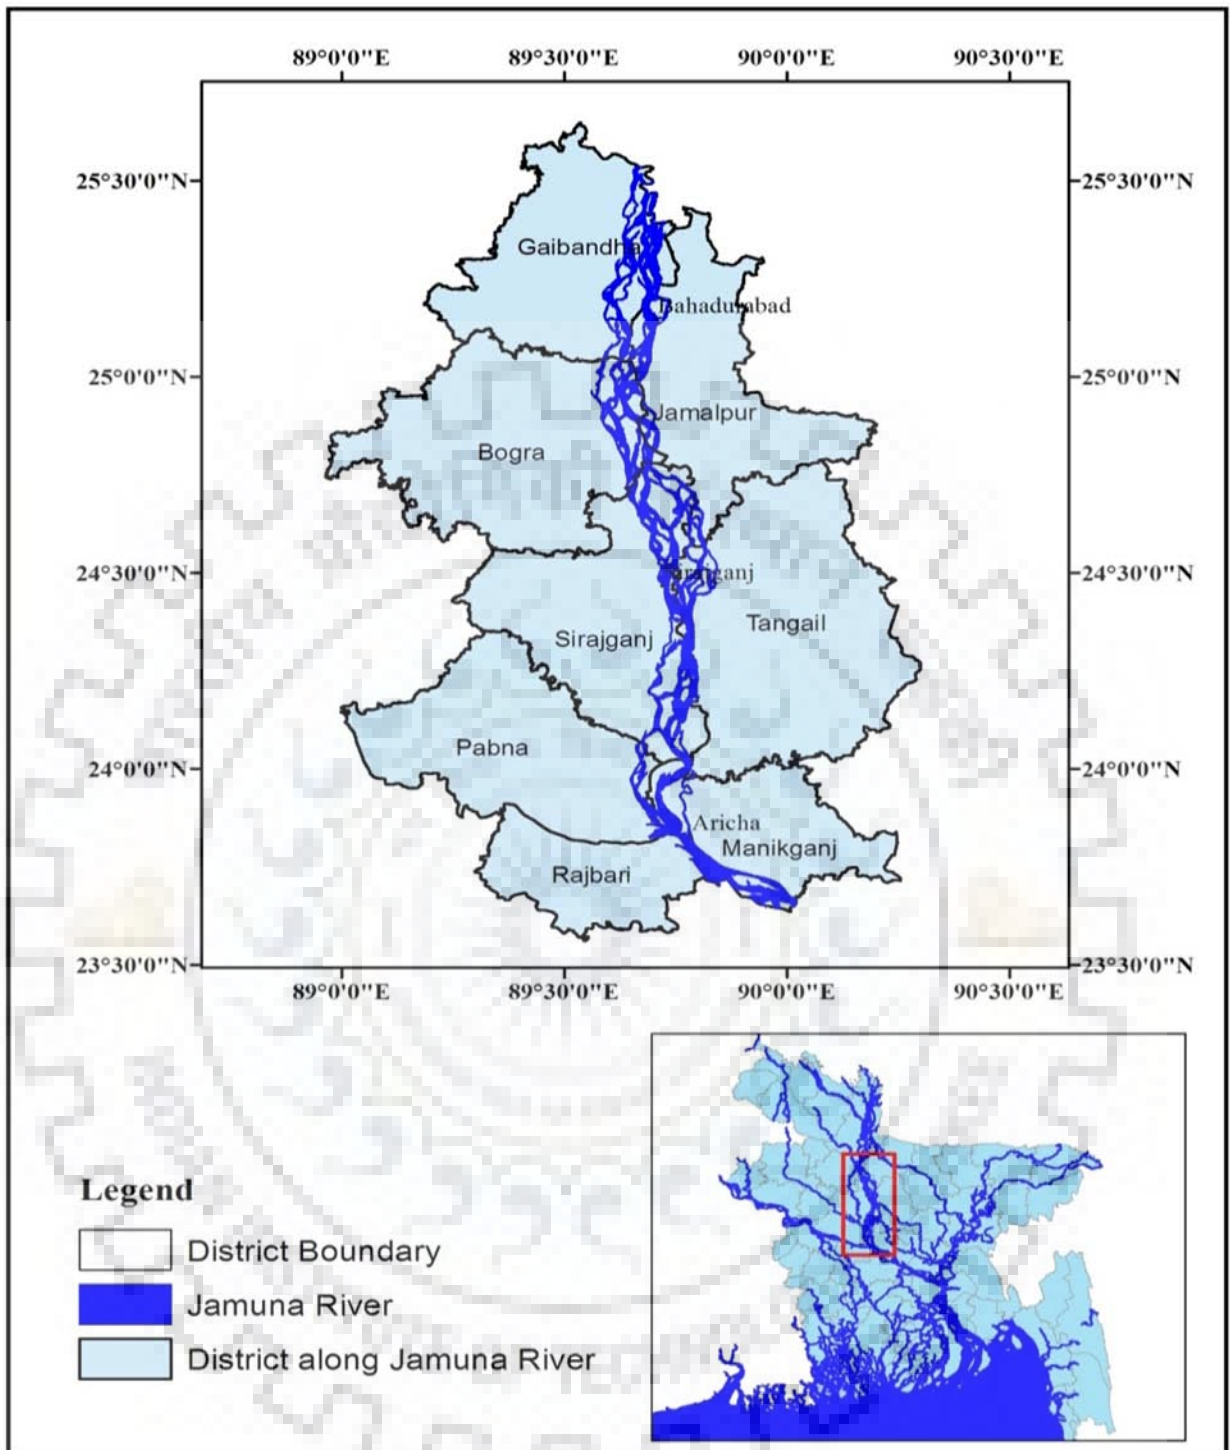 89°0'0"E 89°30'0"E 90°0'0"E 90°30'0"E
25°30'0"N 25°30'0"N
Gaibandha
Bahadurabad
25°0'0"N 25°0'0"N
Jamalpur
Bogra
24°30'0"N Sirajganj 24°30'0"N
Tangail
Sirajganj
Pabna
24°0'0"N 24°0'0"N
Aricha
Manikganj
Rajbari
23°30'0"N 23°30'0"N
89°0'0"E 89°30'0"E 90°0'0"E 90°30'0"E
Legend
District Boundary
Jamuna River
District along Jamuna River